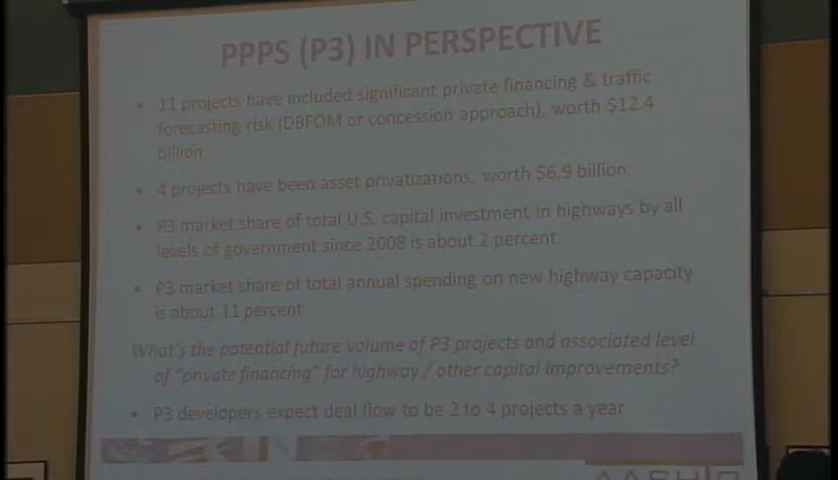 PPPS (P3) IN PERSPECTIVE
• 11 projects have included significant private financing & traffic
forecasting risk (DBFOM or concession approach), worth $12.4
billion
• 4 projects have been asset privatizations, worth $6.9 billion
• P3 market share of total U.S. capital investment in highways by all
levels of government since 2008 is about 2 percent
• P3 market share of total annual spending on new highway capacity
is about 11 percent
What's the potential future volume of P3 projects and associated level
of "private financing" for highway / other capital improvements?
• P3 developers expect deal flow to be 2 to 4 projects a year
AASHTO